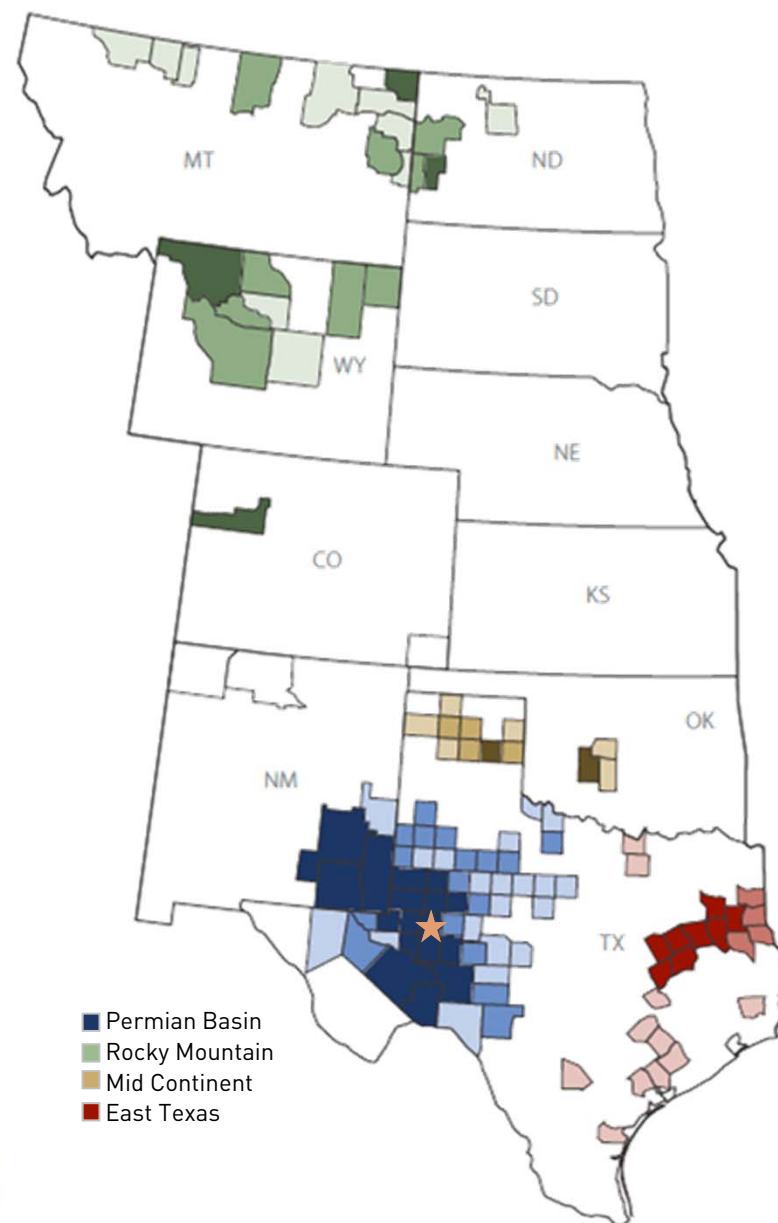 MT
ND
SD
WY
NE
CO
KS
OK
NM
TX
Permian Basin
Rocky Mountain
Mid Continent
East Texas